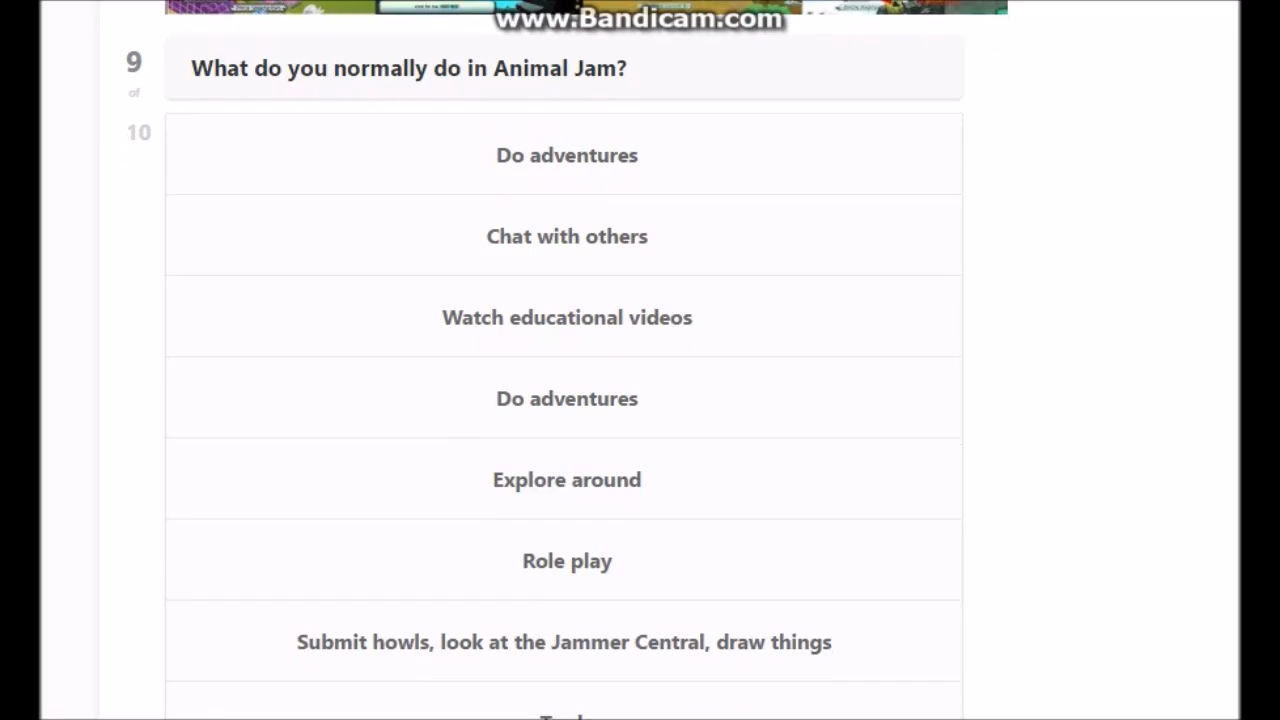 www.Bandicam.com
9
of
10
What do you normally do in Animal Jam?
Do adventures
Chat with others
Watch educational videos
Do adventures
Explore around
Role play
Submit howls, look at the Jammer Central, draw things